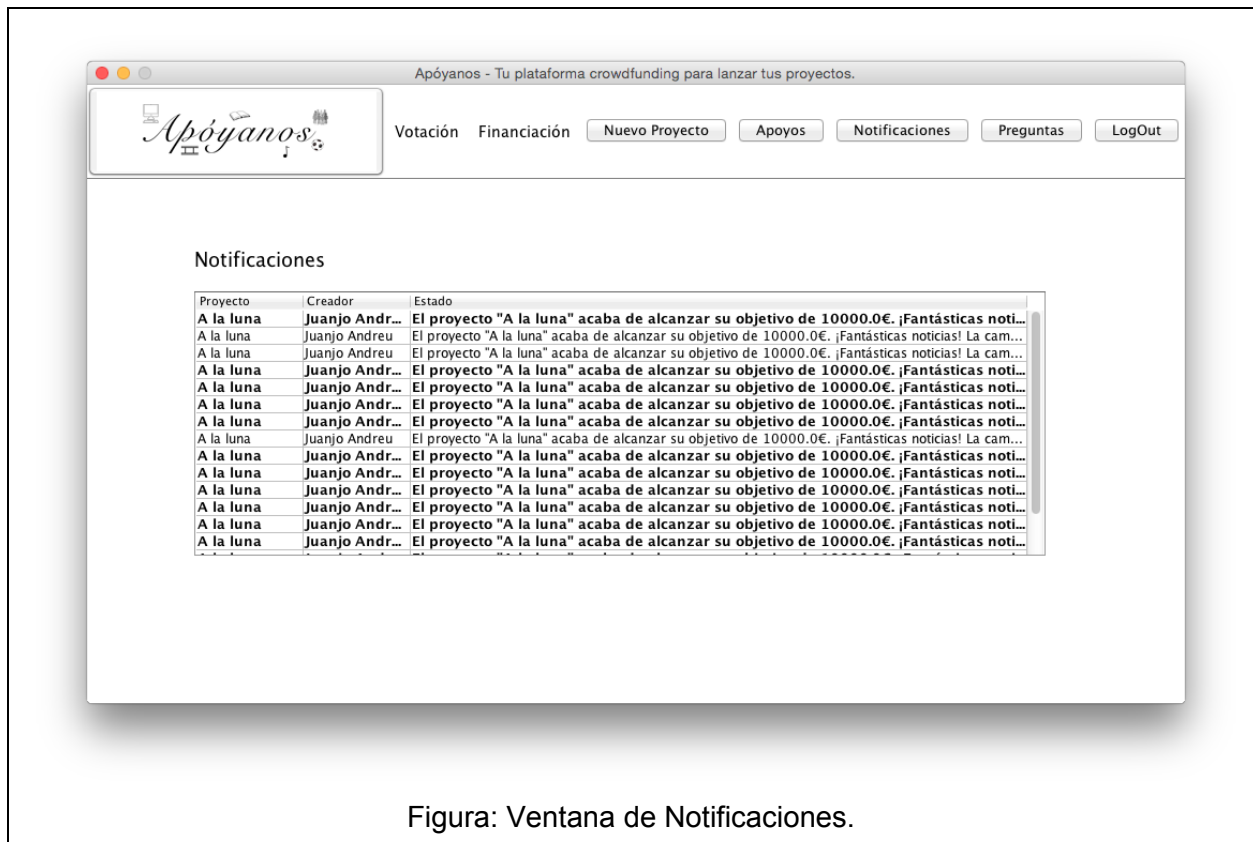 Apóyanos - Tu plataforma crowdfunding para lanzar tus proyectos.
Apóyanos Votación Financiación Nuevo Proyecto Apoyos Notificaciones Preguntas LogOut
Notificaciones
Proyecto Creador Estado
A la luna Juanjo Andr... El proyecto "A la luna" acaba de alcanzar su objetivo de 10000.0€. ¡Fantásticas noti...
A la luna Juanjo Andreu El proyecto "A la luna" acaba de alcanzar su objetivo de 10000.0€. ¡Fantásticas noticias! La cam...
A la luna Juanjo Andreu El proyecto "A la luna" acaba de alcanzar su objetivo de 10000.0€. ¡Fantásticas noticias! La cam...
A la luna Juanjo Andr... El proyecto "A la luna" acaba de alcanzar su objetivo de 10000.0€. ¡Fantásticas noti...
A la luna Juanjo Andr... El proyecto "A la luna" acaba de alcanzar su objetivo de 10000.0€. ¡Fantásticas noti...
A la luna Juanjo Andr... El proyecto "A la luna" acaba de alcanzar su objetivo de 10000.0€. ¡Fantásticas noti...
A la luna Juanjo Andr... El proyecto "A la luna" acaba de alcanzar su objetivo de 10000.0€. ¡Fantásticas noti...
A la luna Juanjo Andreu El proyecto "A la luna" acaba de alcanzar su objetivo de 10000.0€. ¡Fantásticas noticias! La cam...
A la luna Juanjo Andr... El proyecto "A la luna" acaba de alcanzar su objetivo de 10000.0€. ¡Fantásticas noti...
A la luna Juanjo Andr... El proyecto "A la luna" acaba de alcanzar su objetivo de 10000.0€. ¡Fantásticas noti...
A la luna Juanjo Andr... El proyecto "A la luna" acaba de alcanzar su objetivo de 10000.0€. ¡Fantásticas noti...
A la luna Juanjo Andr... El proyecto "A la luna" acaba de alcanzar su objetivo de 10000.0€. ¡Fantásticas noti...
A la luna Juanjo Andr... El proyecto "A la luna" acaba de alcanzar su objetivo de 10000.0€. ¡Fantásticas noti...
A la luna Juanjo Andr... El proyecto "A la luna" acaba de alcanzar su objetivo de 10000.0€. ¡Fantásticas noti...
Figura: Ventana de Notificaciones.